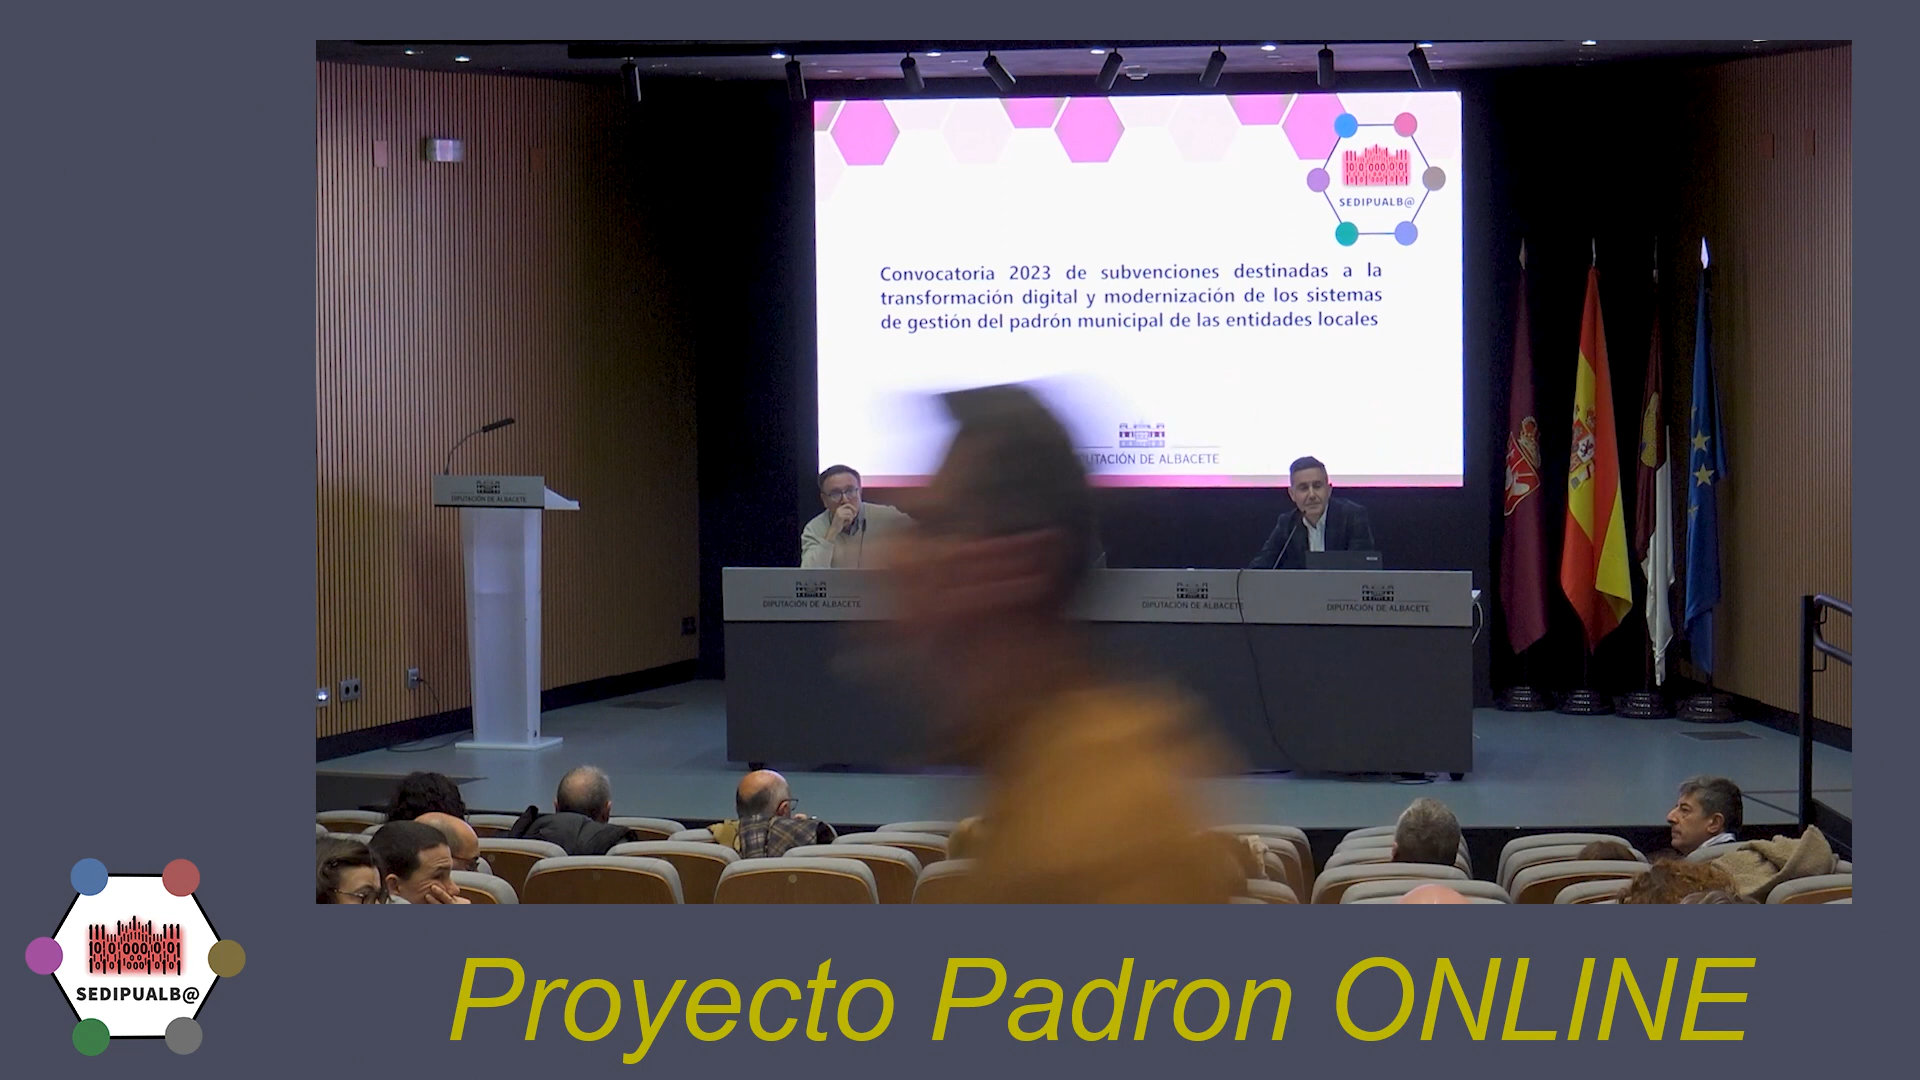 SEDIPUALB@
Convocatoria 2023 de subvenciones destinadas a la
transformación digital y modernización de los sistemas
de gestión del padrón municipal de las entidades locales
DIPUTACIÓN DE ALBACETE
DIPUTACIÓN DE ALBACETE
DIPUTACIÓN DE ALBACETE
DIPUTACIÓN DE ALBACETE
SEDIPUALB@
Proyecto Padron ONLINE